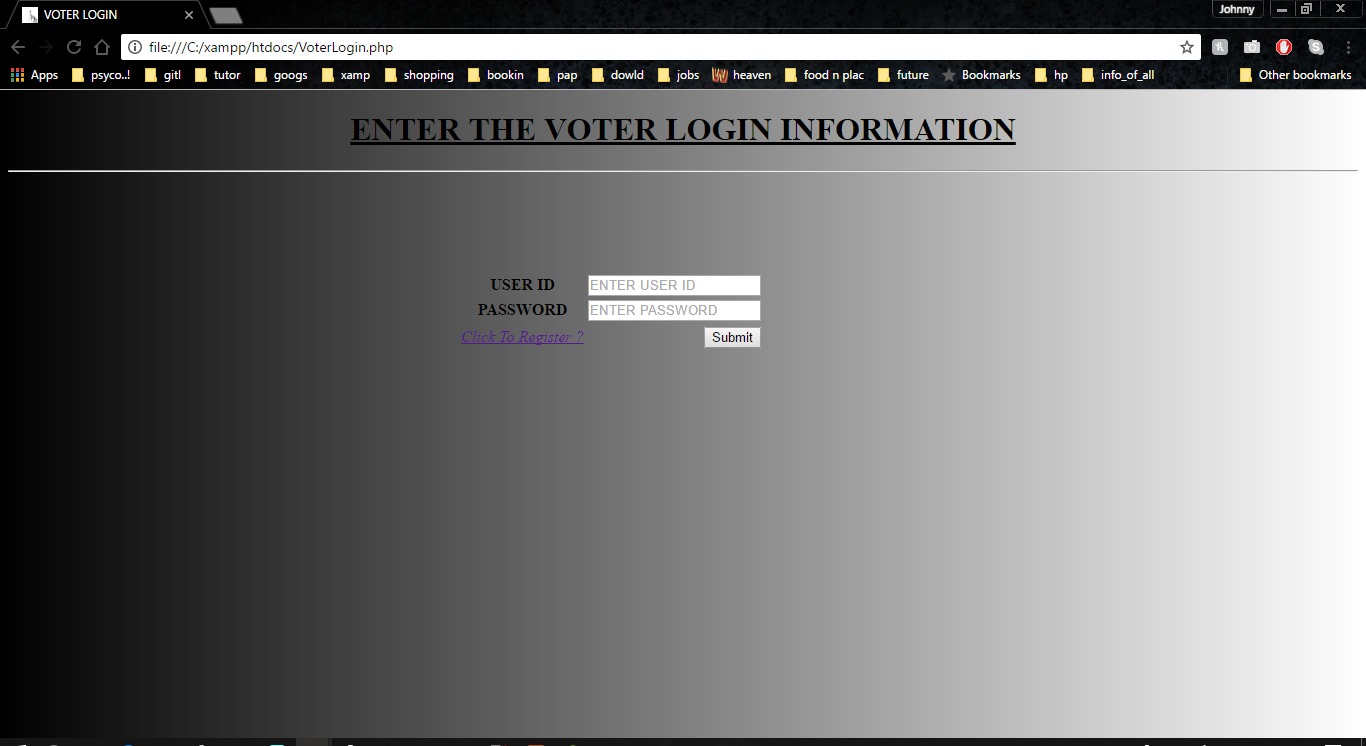 VOTER LOGIN
Johnny
file:///C:/xampp/htdocs/VoterLogin.php
Apps psyco..! gitl tutor googs xamp shopping bookin pap dowld jobs heaven food n plac future Bookmarks hp info_of_all Other bookmarks
ENTER THE VOTER LOGIN INFORMATION
USER ID ENTER USER ID
PASSWORD ENTER PASSWORD
Click To Register ? Submit